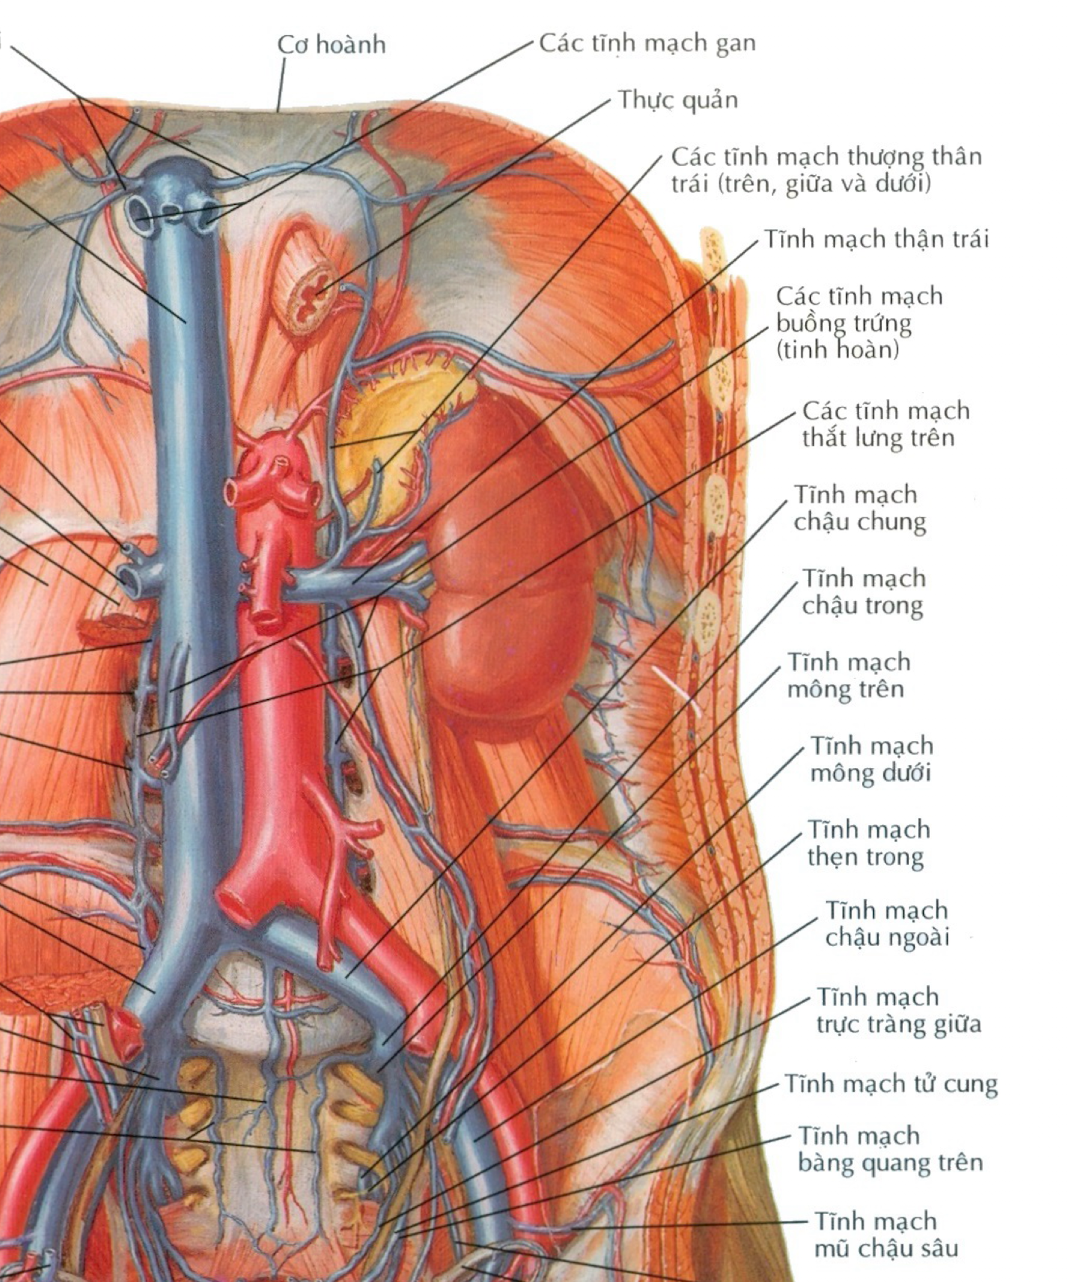 i
Cơ hoành
Các tĩnh mạch gan
Thực quản
Các tĩnh mạch thượng thân
trái (trên, giữa và dưới)
Tĩnh mạch thận trái
Các tĩnh mạch
buồng trứng
(tinh hoàn)
Các tĩnh mạch
thắt lưng trên
Tĩnh mạch
chậu chung
Tĩnh mạch
chậu trong
Tĩnh mạch
mông trên
Tĩnh mạch
mông dưới
Tĩnh mạch
thẹn trong
Tĩnh mạch
chậu ngoài
Tĩnh mạch
trực tràng giữa
Tĩnh mạch tử cung
Tĩnh mạch
bàng quang trên
Tĩnh mạch
mũ chậu sâu